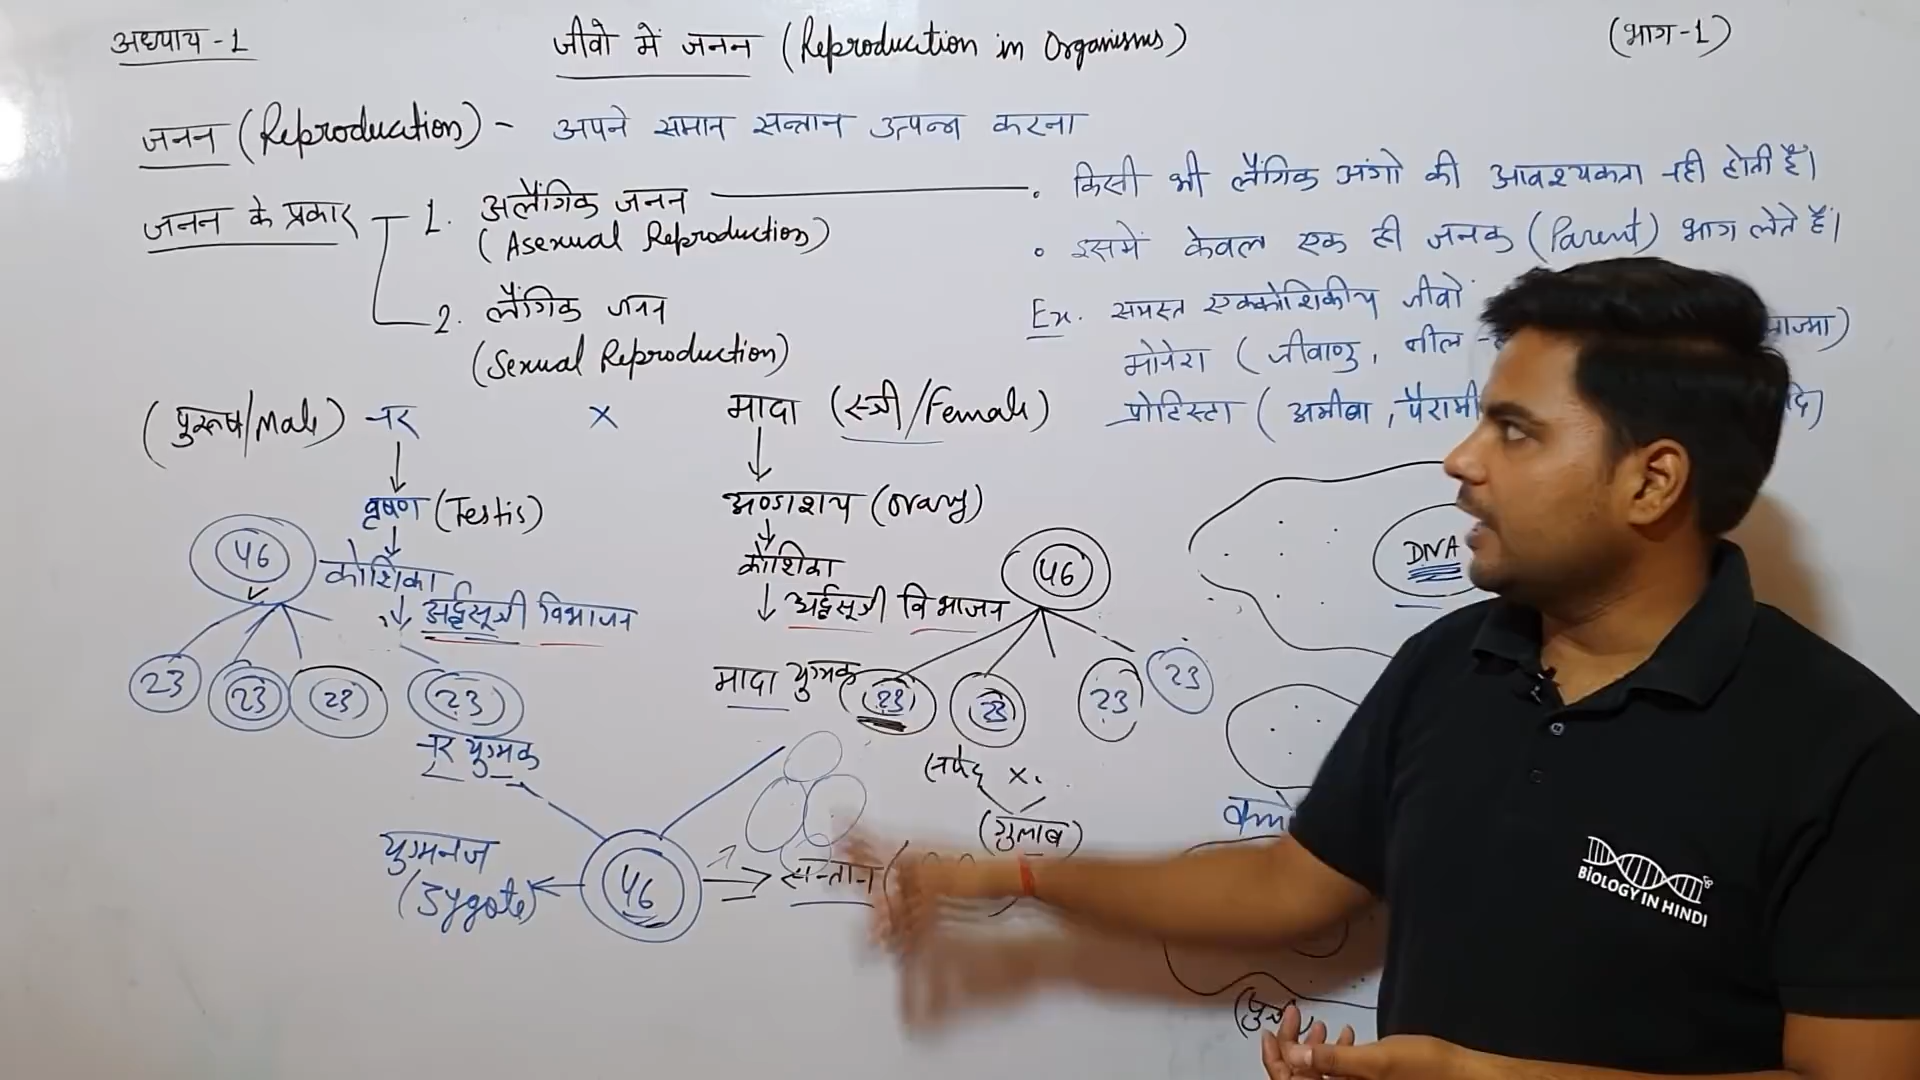 अध्याय - 1
जीवो में जनन (Reproduction in Organisms)
(भाग-1)
जनन (Reproduction) - अपने समान सन्तान उत्पन्न करना
जनन के प्रकार
1. अलैंगिक जनन
(Asexual Reproduction)
2. लैंगिक जनन
(Sexual Reproduction)
• किसी भी लैंगिक अंगो की आवश्यकता नही होती है।
• इसमें केवल एक ही जनक (Parent) भाग लेते हैं।
Ex. समस्त एककोशिकीय जीवों
मोनेरा (जीवाणु, नील-
प्रोटिस्टा (अमीबा,
(पुरूष/Male) नर × मादा (स्त्री/Female)
वृषण (Testis)
अण्डाशय (Ovary)
46
कोशिका
अर्द्धसूत्री विभाजन
कोशिका
अर्द्धसूत्री विभाजन
46
DNA
23 23 23 23
नर युग्मक
मादा युग्मक 23 23 23 23
×
(गुलाब)
युग्मनज
(Zygote)
46
सन्तान
BIOLOGY IN HINDI